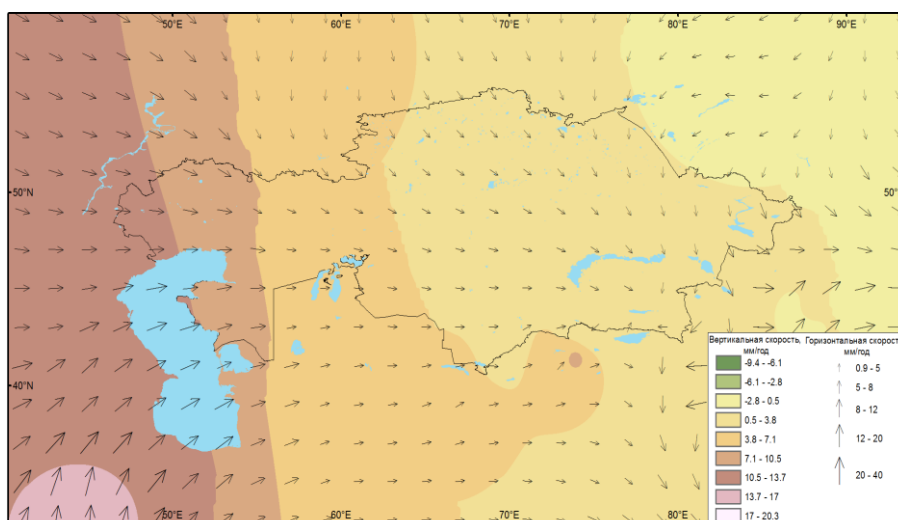 50°E 60°E 70°E 80°E 90°E
50°N 50°
40°N
50°E 60°E 70°E 80°
Вертикальная скорость, мм/год
-9.4 - -6.1
-6.1 - -2.8
-2.8 - 0.5
0.5 - 3.8
3.8 - 7.1
7.1 - 10.5
10.5 - 13.7
13.7 - 17
17 - 20.3
Горизонтальная скорость
мм/год
0.9 - 5
5 - 8
8 - 12
12 - 20
20 - 40